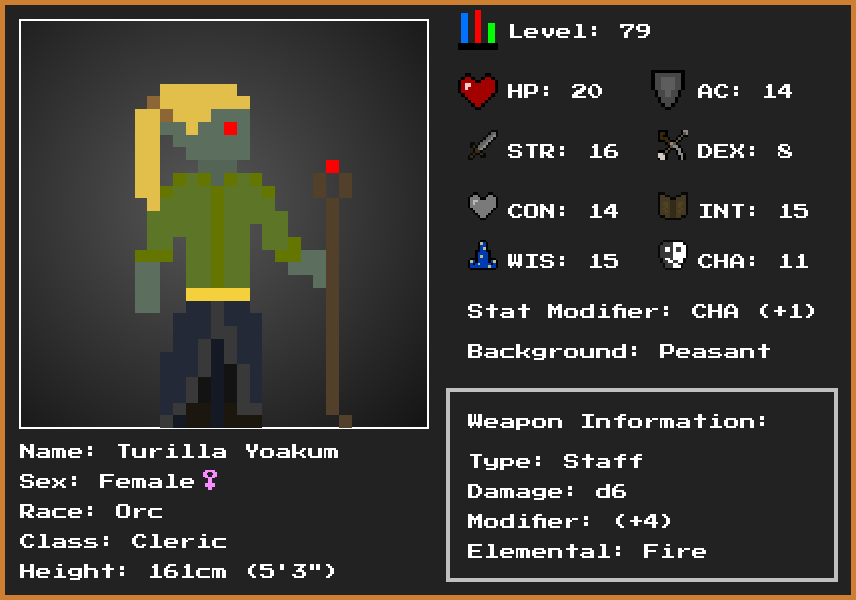 Level: 79
HP: 20
AC: 14
STR: 16
DEX: 8
CON: 14
INT: 15
WIS: 15
CHA: 11
Stat Modifier: CHA (+1)
Background: Peasant
Weapon Information:
Type: Staff
Damage: d6
Modifier: (+4)
Elemental: Fire
Name: Turilla Yoakum
Sex: Female♀
Race: Orc
Class: Cleric
Height: 161cm (5'3")